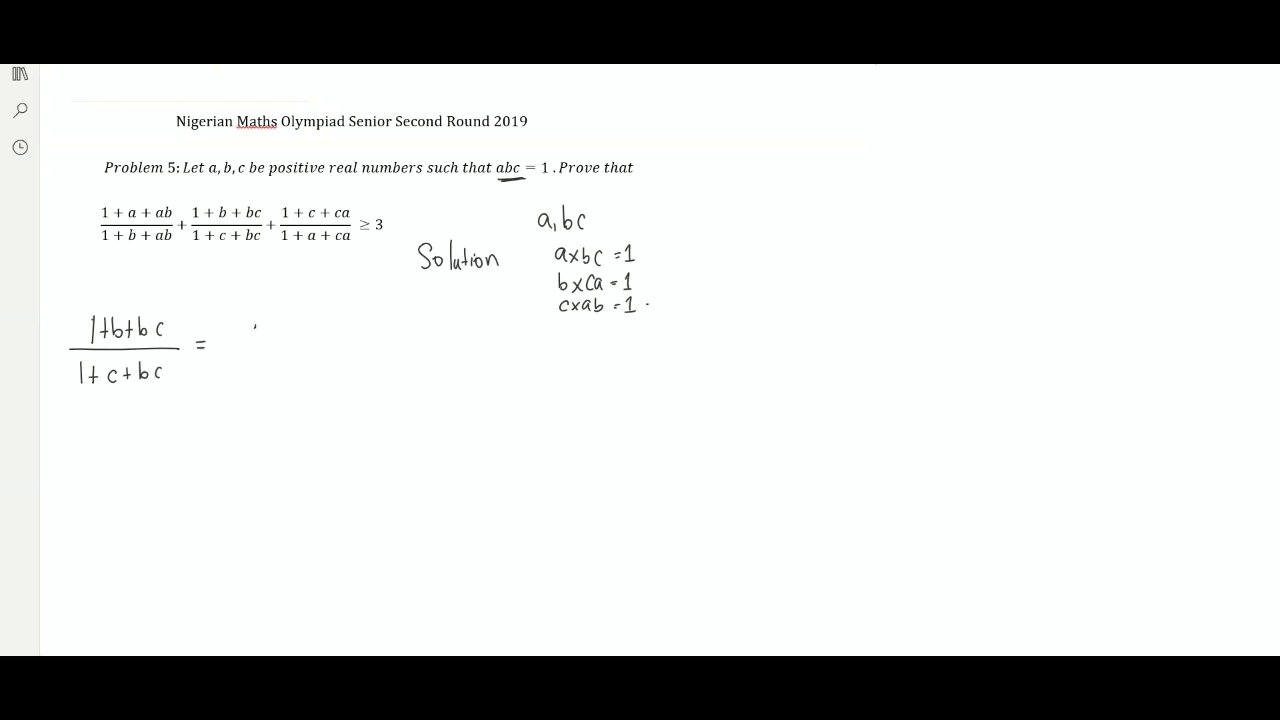 Nigerian Maths Olympiad Senior Second Round 2019
Problem 5: Let a, b, c be positive real numbers such that abc = 1 . Prove that
1 + a + ab / 1 + b + ab + 1 + b + bc / 1 + c + bc + 1 + c + ca / 1 + a + ca ≥ 3
a, bc
Solution
a×bc = 1
b×ca = 1
c×ab = 1
1+b+bc / 1+c+bc =